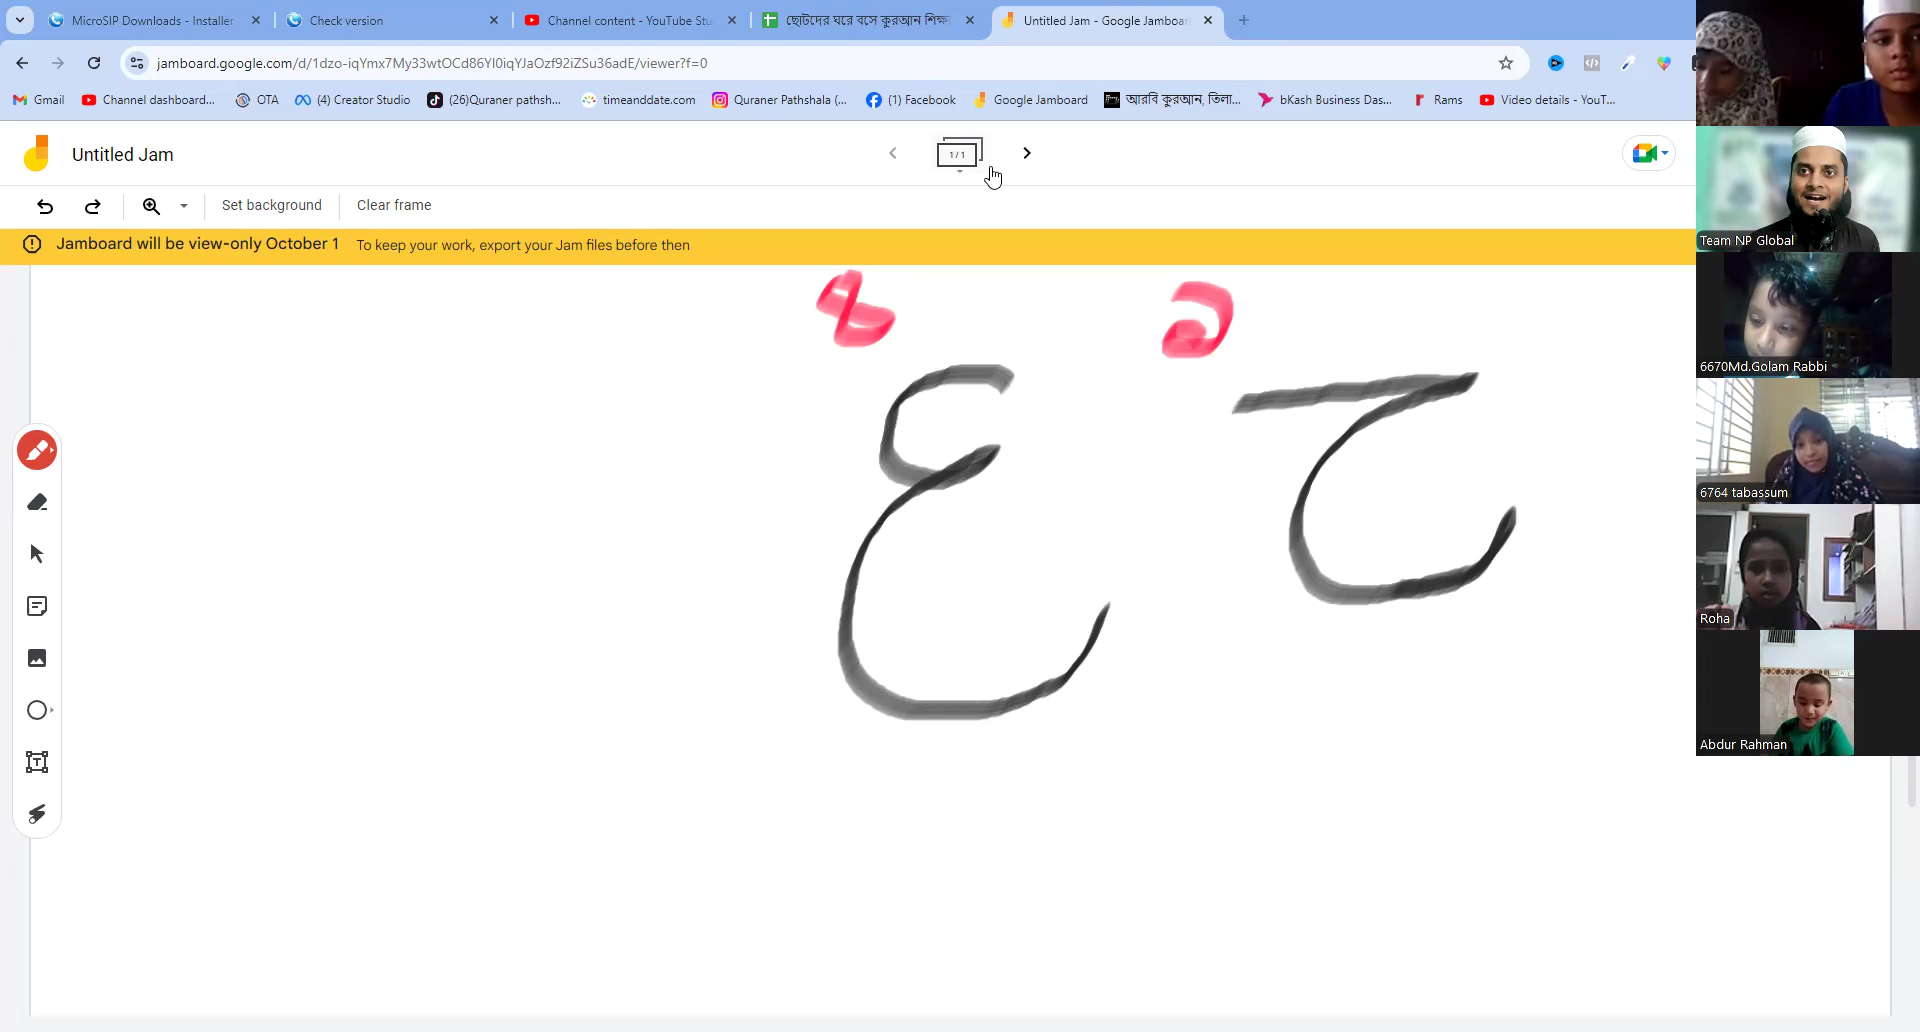 MicroSIP Downloads - Installer
Check version
Channel content - YouTube Stu
ছোটদের ঘরে বসে কুরআন শিক্ষা
Untitled Jam - Google Jamboar
jamboard.google.com/d/1dzo-iqYmx7My33wtOCd86Yl0iqYJaOzf92iZSu36adE/viewer?f=0
Gmail
Channel dashboard...
OTA
(4) Creator Studio
(26)Quraner pathsh...
timeanddate.com
Quraner Pathshala (...
(1) Facebook
Google Jamboard
আরবি কুরআন, তিলা...
bKash Business Das...
Rams
Video details - YouT...
Untitled Jam
1/1
Set background
Clear frame
Jamboard will be view-only October 1 To keep your work, export your Jam files before then
৪ ১
ح ع
Team NP Global
6670Md.Golam Rabbi
6764 tabassum
Roha
Abdur Rahman